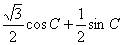 √3/2 cos C + 1/2 sin C